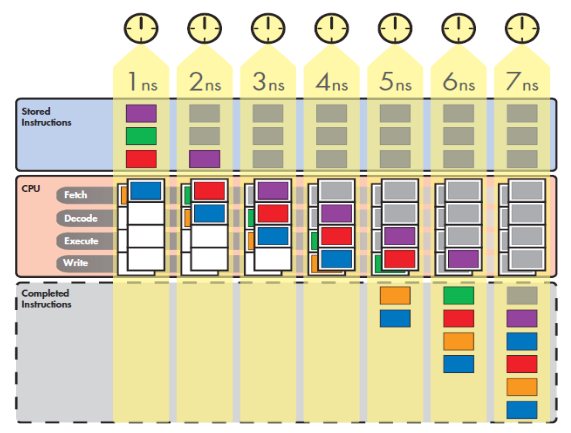 1ns 2ns 3ns 4ns 5ns 6ns 7ns
Stored
Instructions
CPU
Fetch
Decode
Execute
Write
Completed
Instructions